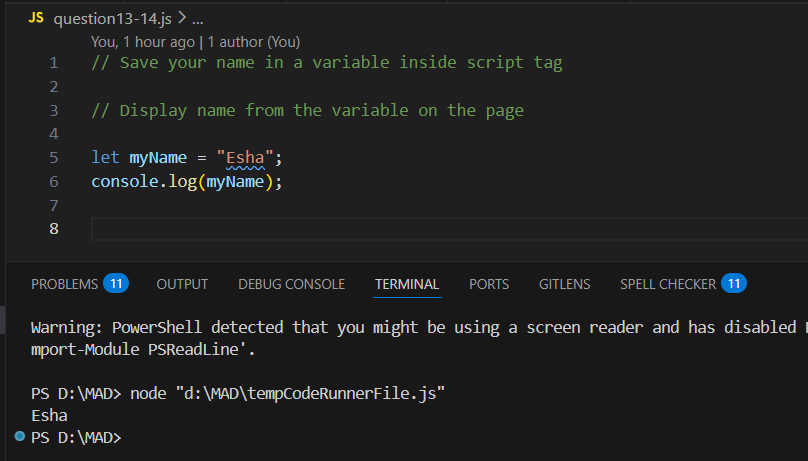 JS question13-14.js > ...
You, 1 hour ago | 1 author (You)
1 // Save your name in a variable inside script tag
2
3 // Display name from the variable on the page
4
5 let myName = "Esha";
6 console.log(myName);
7
8
PROBLEMS 11 OUTPUT DEBUG CONSOLE TERMINAL PORTS GITLENS SPELL CHECKER 11
Warning: PowerShell detected that you might be using a screen reader and has disabled
mport-Module PSReadLine'.
PS D:\MAD> node "d:\MAD\tempCodeRunnerFile.js"
Esha
PS D:\MAD>